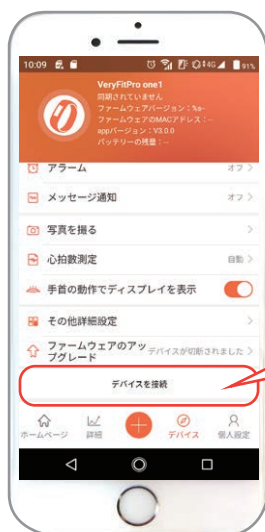 10:09
4G
91%
VeryFitPro one1
同期されていません
ファームウェアバージョン：%s-
ファームウェアのMACアドレス：-
appバージョン：V3.0.0
バッテリーの残量：-
アラーム
オフ
メッセージ通知
オフ
写真を撮る
心拍數測定
自動
手首の動作でディスプレイを表示
その他詳細設定
ファームウェアのアップグレード
デバイスが切断されました
デバイスを接続
ホームページ
詳細
デバイス
個人設定